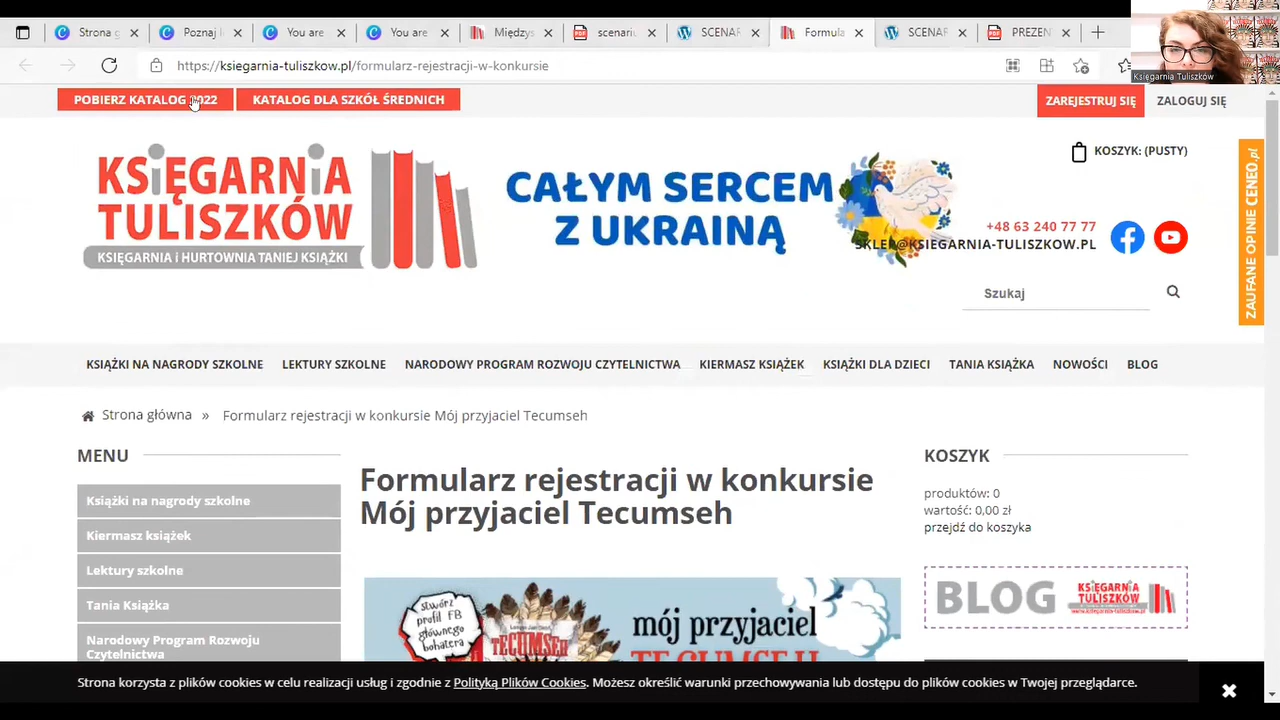 Strona g
Poznaj
You are
You are
Międzys
scenariu
SCENAR
Formula
SCENAR
PREZEN
Księgarnia Tuliszków
https://ksiegarnia-tuliszkow.pl/formularz-rejestracji-w-konkursie
POBIERZ KATALOG 2022
KATALOG DLA SZKÓŁ ŚREDNICH
ZAREJESTRUJ SIĘ
ZALOGUJ SIĘ
KSIĘGARNIA
TULISZKÓW
KSIĘGARNIA i HURTOWNIA TANIEJ KSIĄŻKI
CAŁYM SERCEM
Z UKRAINĄ
KOSZYK: (PUSTY)
+48 63 240 77 77
SKLEP@KSIEGARNIA-TULISZKOW.PL
ZAUFANE OPINIE CENEO.pl
Szukaj
KSIĄŻKI NA NAGRODY SZKOLNE
LEKTURY SZKOLNE
NARODOWY PROGRAM ROZWOJU CZYTELNICTWA
KIERMASZ KSIĄŻEK
KSIĄŻKI DLA DZIECI
TANIA KSIĄŻKA
NOWOŚCI
BLOG
Strona główna » Formularz rejestracji w konkursie Mój przyjaciel Tecumseh
MENU
Książki na nagrody szkolne
Kiermasz książek
Lektury szkolne
Tania Książka
Narodowy Program Rozwoju
Czytelnictwa
Formularz rejestracji w konkursie
Mój przyjaciel Tecumseh
stwórz
profil FB
głównego
bohatera
TECUMSEH
mój przyjaciel
TECUMSEH
KOSZYK
produktów: 0
wartość: 0,00 zł
przejdź do koszyka
BLOG
KSIĘGARNIA
TULISZKÓW
Strona korzysta z plików cookies w celu realizacji usług i zgodnie z Polityką Plików Cookies. Możesz określić warunki przechowywania lub dostępu do plików cookies w Twojej przeglądarce.